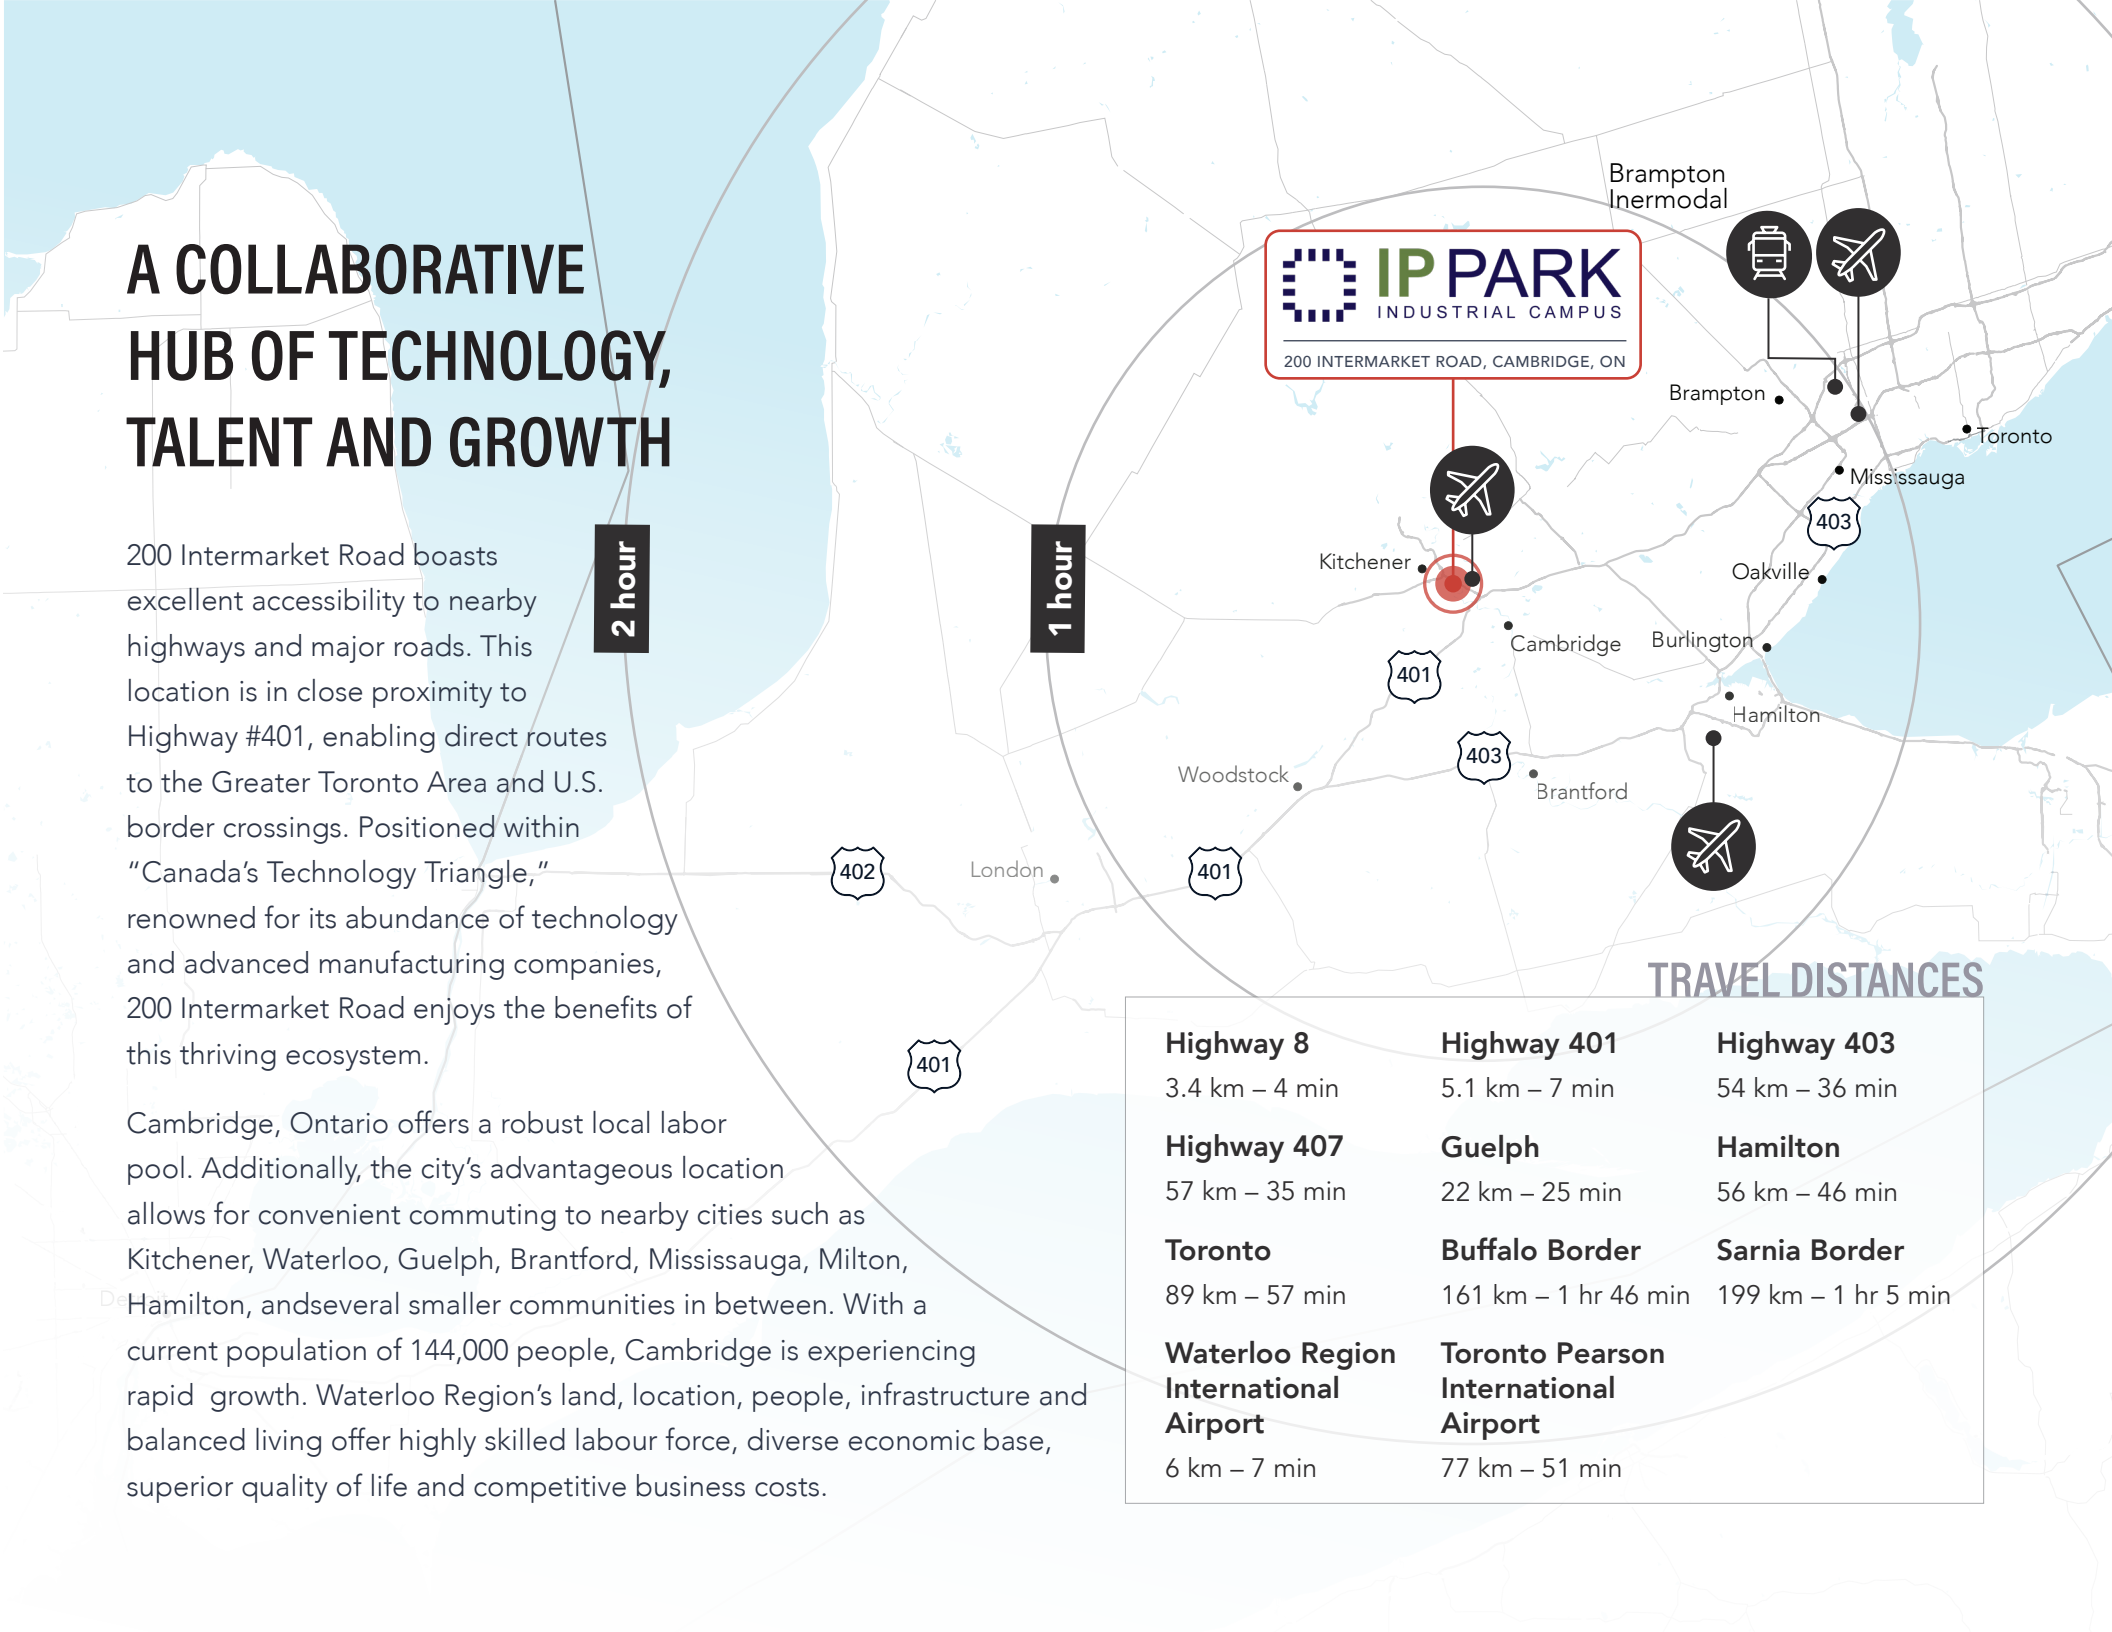 A COLLABORATIVE
HUB OF TECHNOLOGY,
TALENT AND GROWTH
200 Intermarket Road boasts
excellent accessibility to nearby
highways and major roads. This
location is in close proximity to
Highway #401, enabling direct routes
to the Greater Toronto Area and U.S.
border crossings. Positioned within
“Canada’s Technology Triangle,”
renowned for its abundance of technology
and advanced manufacturing companies,
200 Intermarket Road enjoys the benefits of
this thriving ecosystem.
Cambridge, Ontario offers a robust local labor
pool. Additionally, the city’s advantageous location
allows for convenient commuting to nearby cities such as
Kitchener, Waterloo, Guelph, Brantford, Mississauga, Milton,
Hamilton, andseveral smaller communities in between. With a
current population of 144,000 people, Cambridge is experiencing
rapid  growth. Waterloo Region’s land, location, people, infrastructure and
balanced living offer highly skilled labour force, diverse economic base,
superior quality of life and competitive business costs.
2 hour
1 hour
Brampton
Inermodal
IP PARK
INDUSTRIAL CAMPUS
200 INTERMARKET ROAD, CAMBRIDGE, ON
Brampton
Toronto
Mississauga
403
Kitchener
Oakville
Cambridge
Burlington
401
Hamilton
403
Woodstock
Brantford
402
London
401
401
Detroit
TRAVEL DISTANCES
Highway 8
3.4 km – 4 min
Highway 401
5.1 km – 7 min
Highway 403
54 km – 36 min
Highway 407
57 km – 35 min
Guelph
22 km – 25 min
Hamilton
56 km – 46 min
Toronto
89 km – 57 min
Buffalo Border
161 km – 1 hr 46 min
Sarnia Border
199 km – 1 hr 5 min
Waterloo Region
International
Airport
6 km – 7 min
Toronto Pearson
International
Airport
77 km – 51 min